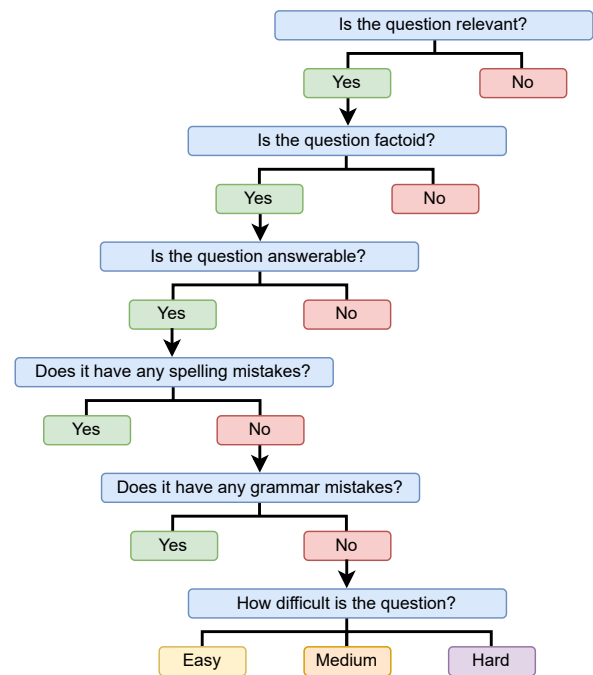 Is the question relevant?
Yes
No
Is the question factoid?
Yes
No
Is the question answerable?
Yes
No
Does it have any spelling mistakes?
Yes
No
Does it have any grammar mistakes?
Yes
No
How difficult is the question?
Easy
Medium
Hard